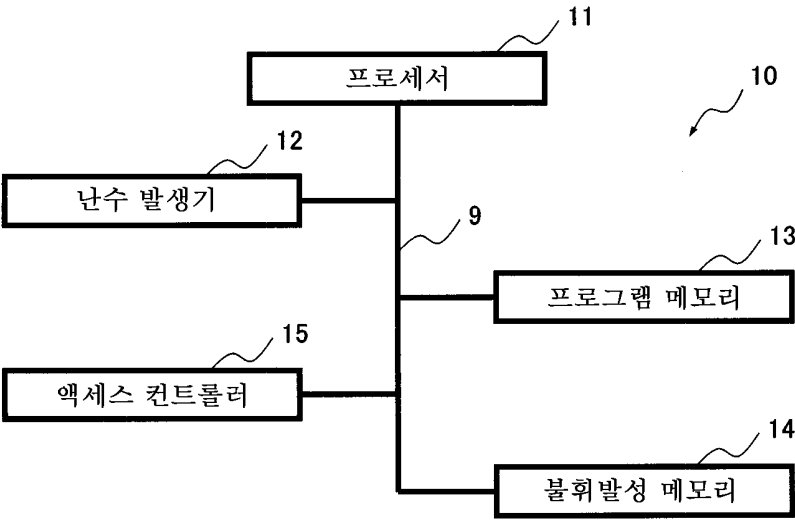 11
프로세서
10
12
난수 발생기
9
13
프로그램 메모리
15
액세스 컨트롤러
14
불휘발성 메모리